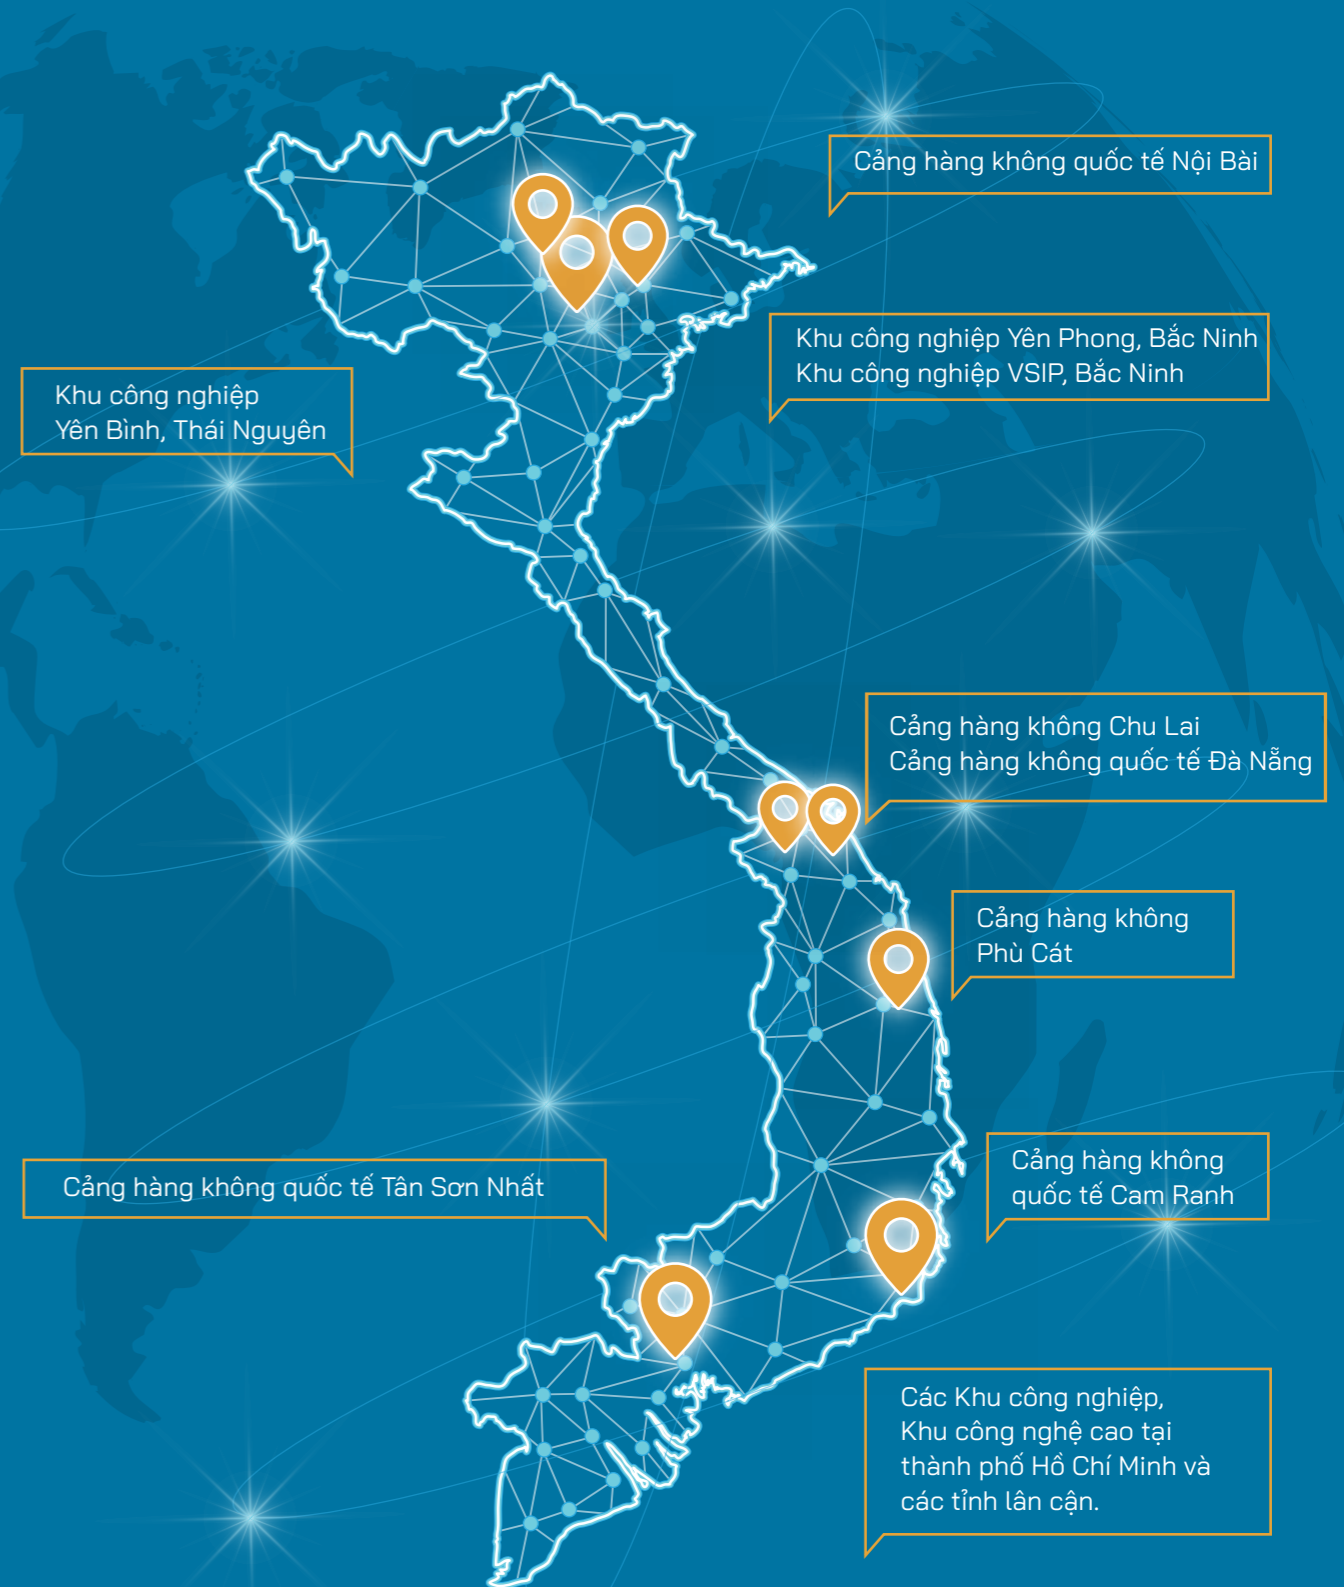 Cảng hàng không quốc tế Nội Bài
Khu công nghiệp Yên Phong, Bắc Ninh
Khu công nghiệp VSIP, Bắc Ninh
Khu công nghiệp
Yên Bình, Thái Nguyên
Cảng hàng không Chu Lai
Cảng hàng không quốc tế Đà Nẵng
Cảng hàng không
Phù Cát
Cảng hàng không
quốc tế Cam Ranh
Cảng hàng không quốc tế Tân Sơn Nhất
Các Khu công nghiệp,
Khu công nghệ cao tại
thành phố Hồ Chí Minh và
các tỉnh lân cận.